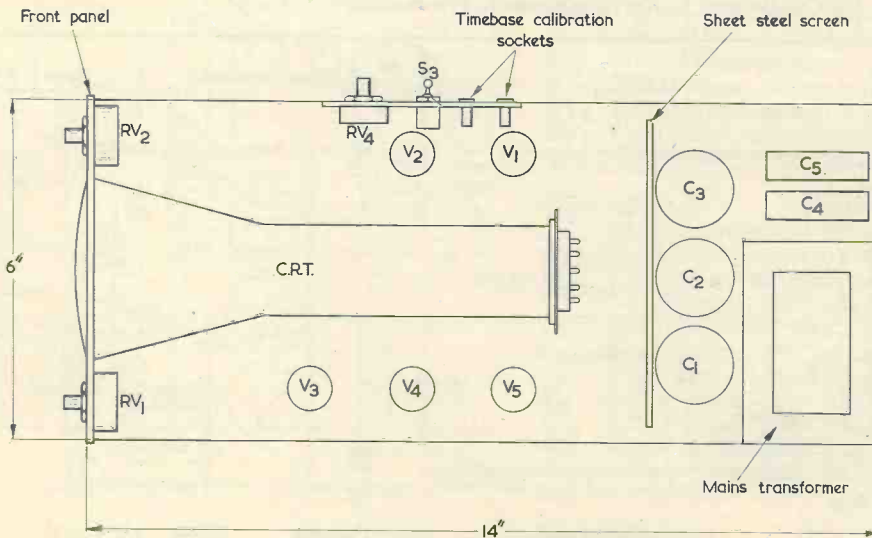 Front panel
Timebase calibration
sockets
Sheet steel screen
S3
RV2
RV4
V2
V1
C3
C5
C4
6"
C.R.T.
C2
C1
RV1
V3
V4
V5
Mains transformer
14"